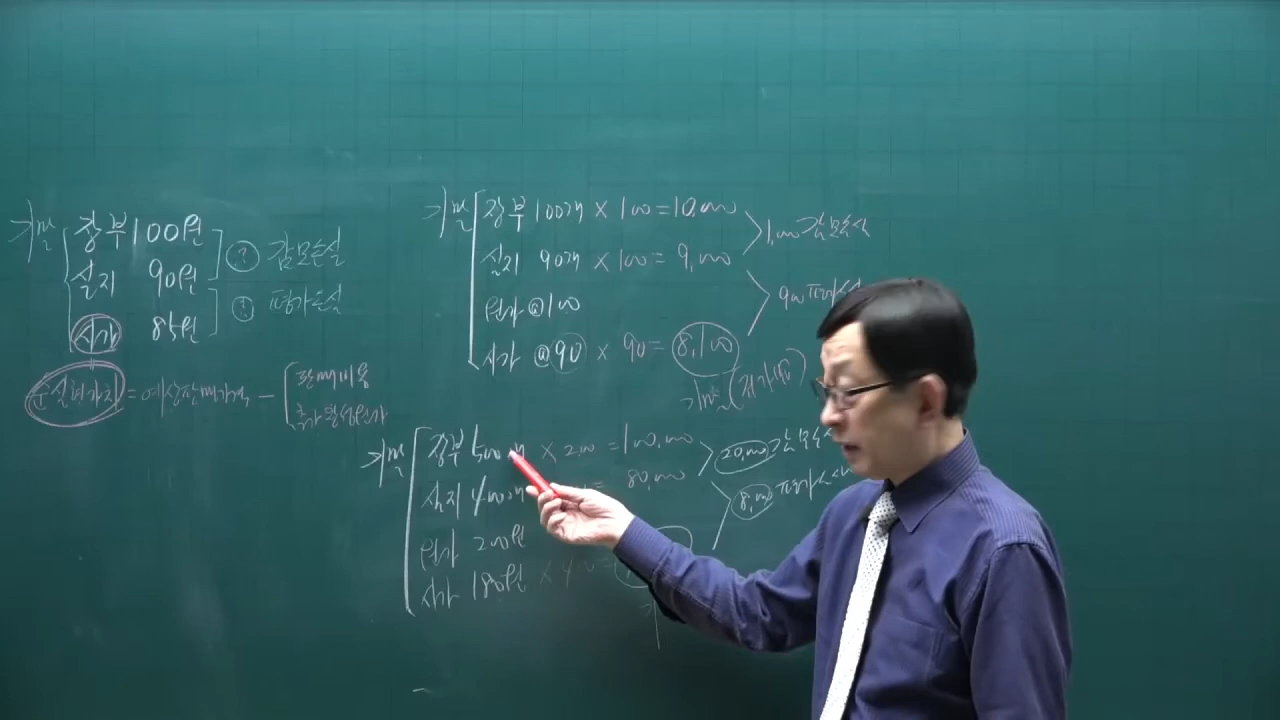 기말 장부 100원
실지 90원
시가 85원
? 감모손실
? 평가손실
순실현가치 = 예상판매가격 - 판매비용
추가완성원가
기말 장부 100개 × 100 = 10,000
실지 90개 × 100 = 9,000
원가 @100
시가 @90 × 90 = 8,100
1,000 감모손실
900 평가손실
기말 장부 500개 × 200 = 100,000
실지 400개 = 80,000
원가 200원
시가 180원 × 400 =
20,000 감모손
8,000 평가손실